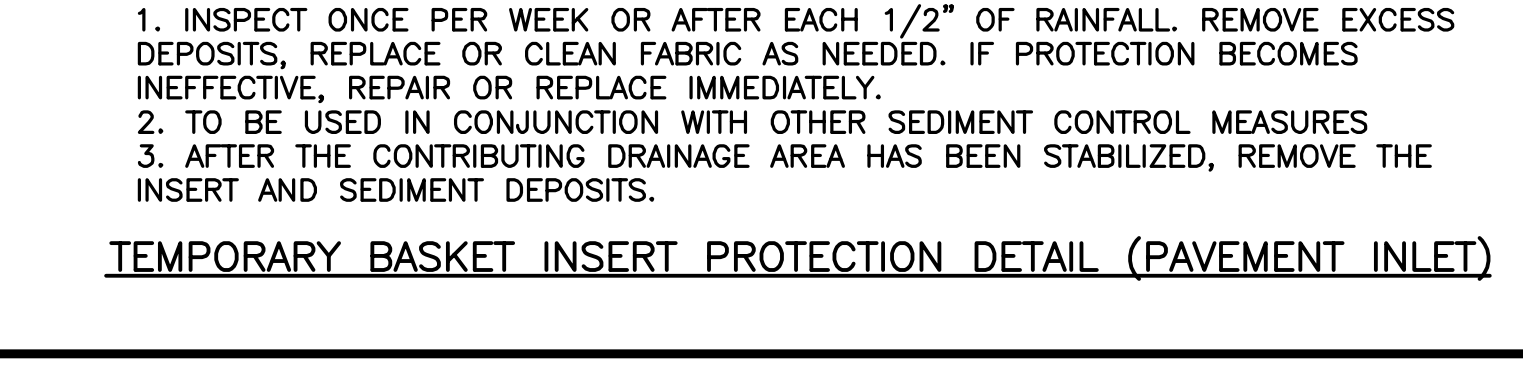 1. INSPECT ONCE PER WEEK OR AFTER EACH 1/2" OF RAINFALL. REMOVE EXCESS
DEPOSITS, REPLACE OR CLEAN FABRIC AS NEEDED. IF PROTECTION BECOMES
INEFFECTIVE, REPAIR OR REPLACE IMMEDIATELY.
2. TO BE USED IN CONJUNCTION WITH OTHER SEDIMENT CONTROL MEASURES
3. AFTER THE CONTRIBUTING DRAINAGE AREA HAS BEEN STABILIZED, REMOVE THE
INSERT AND SEDIMENT DEPOSITS.
TEMPORARY BASKET INSERT PROTECTION DETAIL (PAVEMENT INLET)